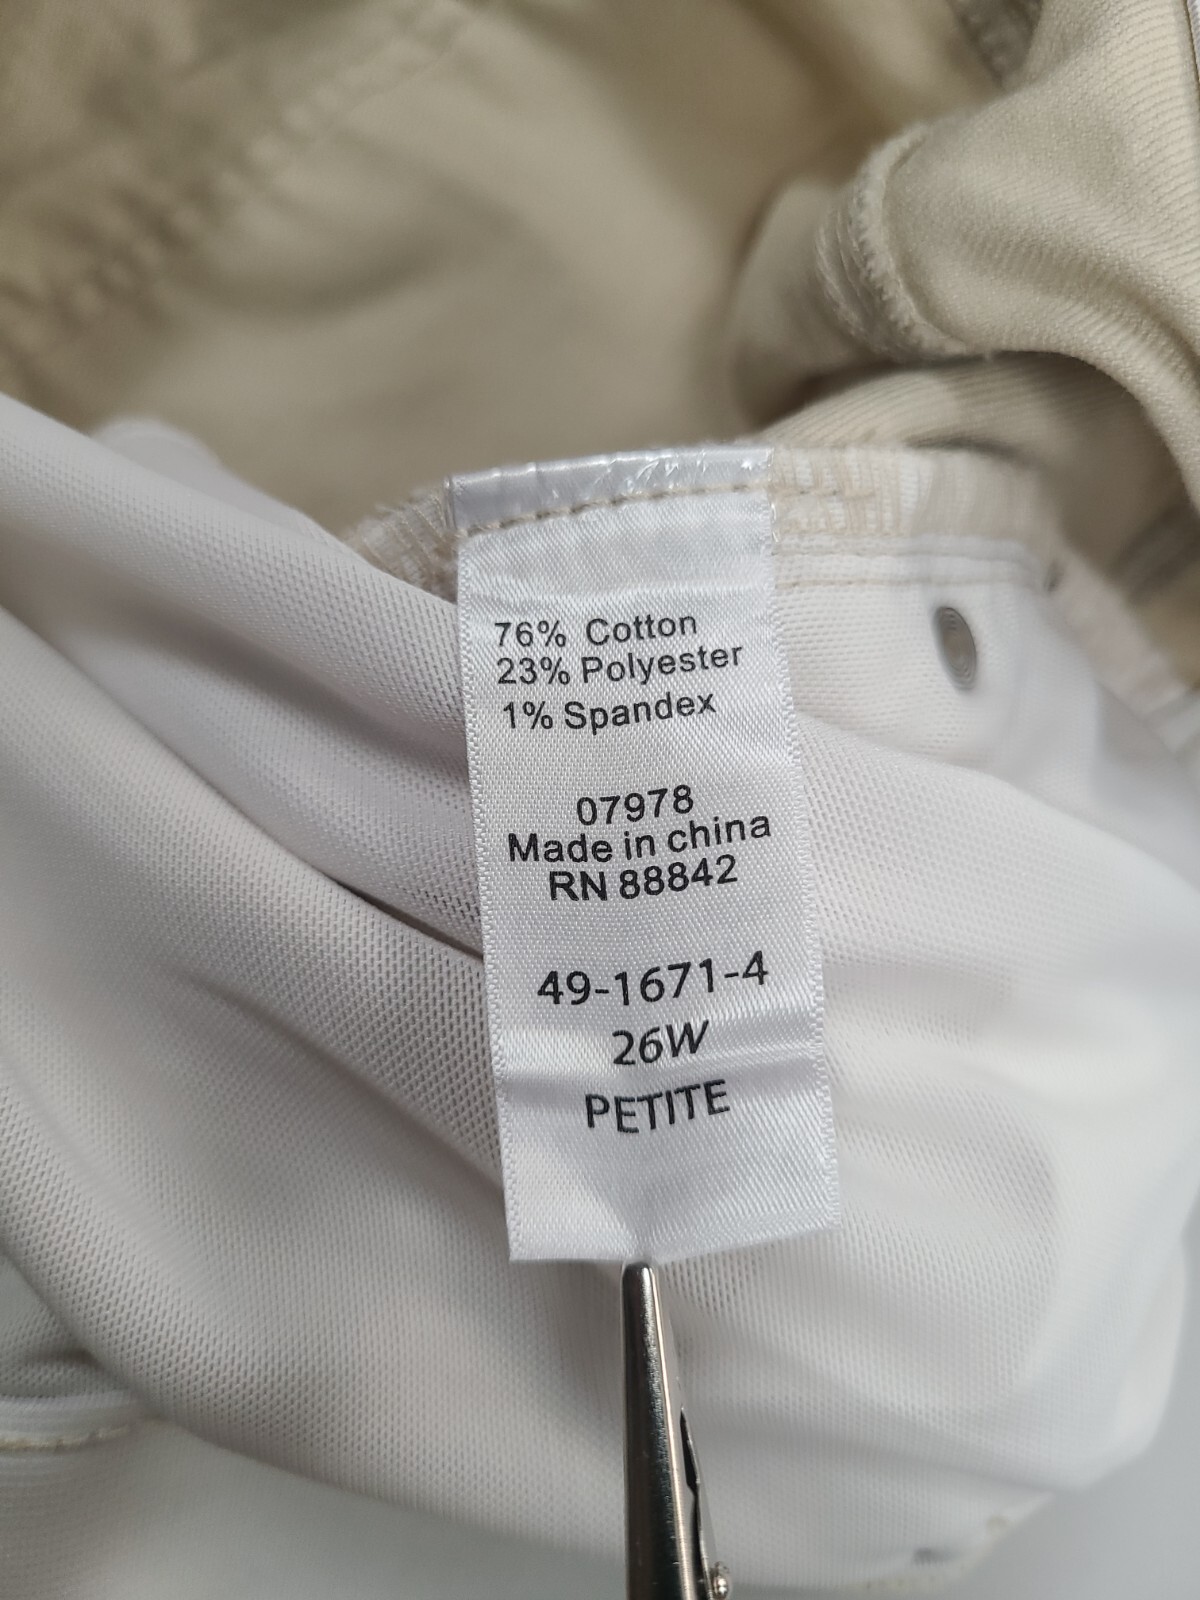 76% Cotton
23% Polyester
1% Spandex
07978
Made in china
RN 88842
49-1671-4
26W
PETITE